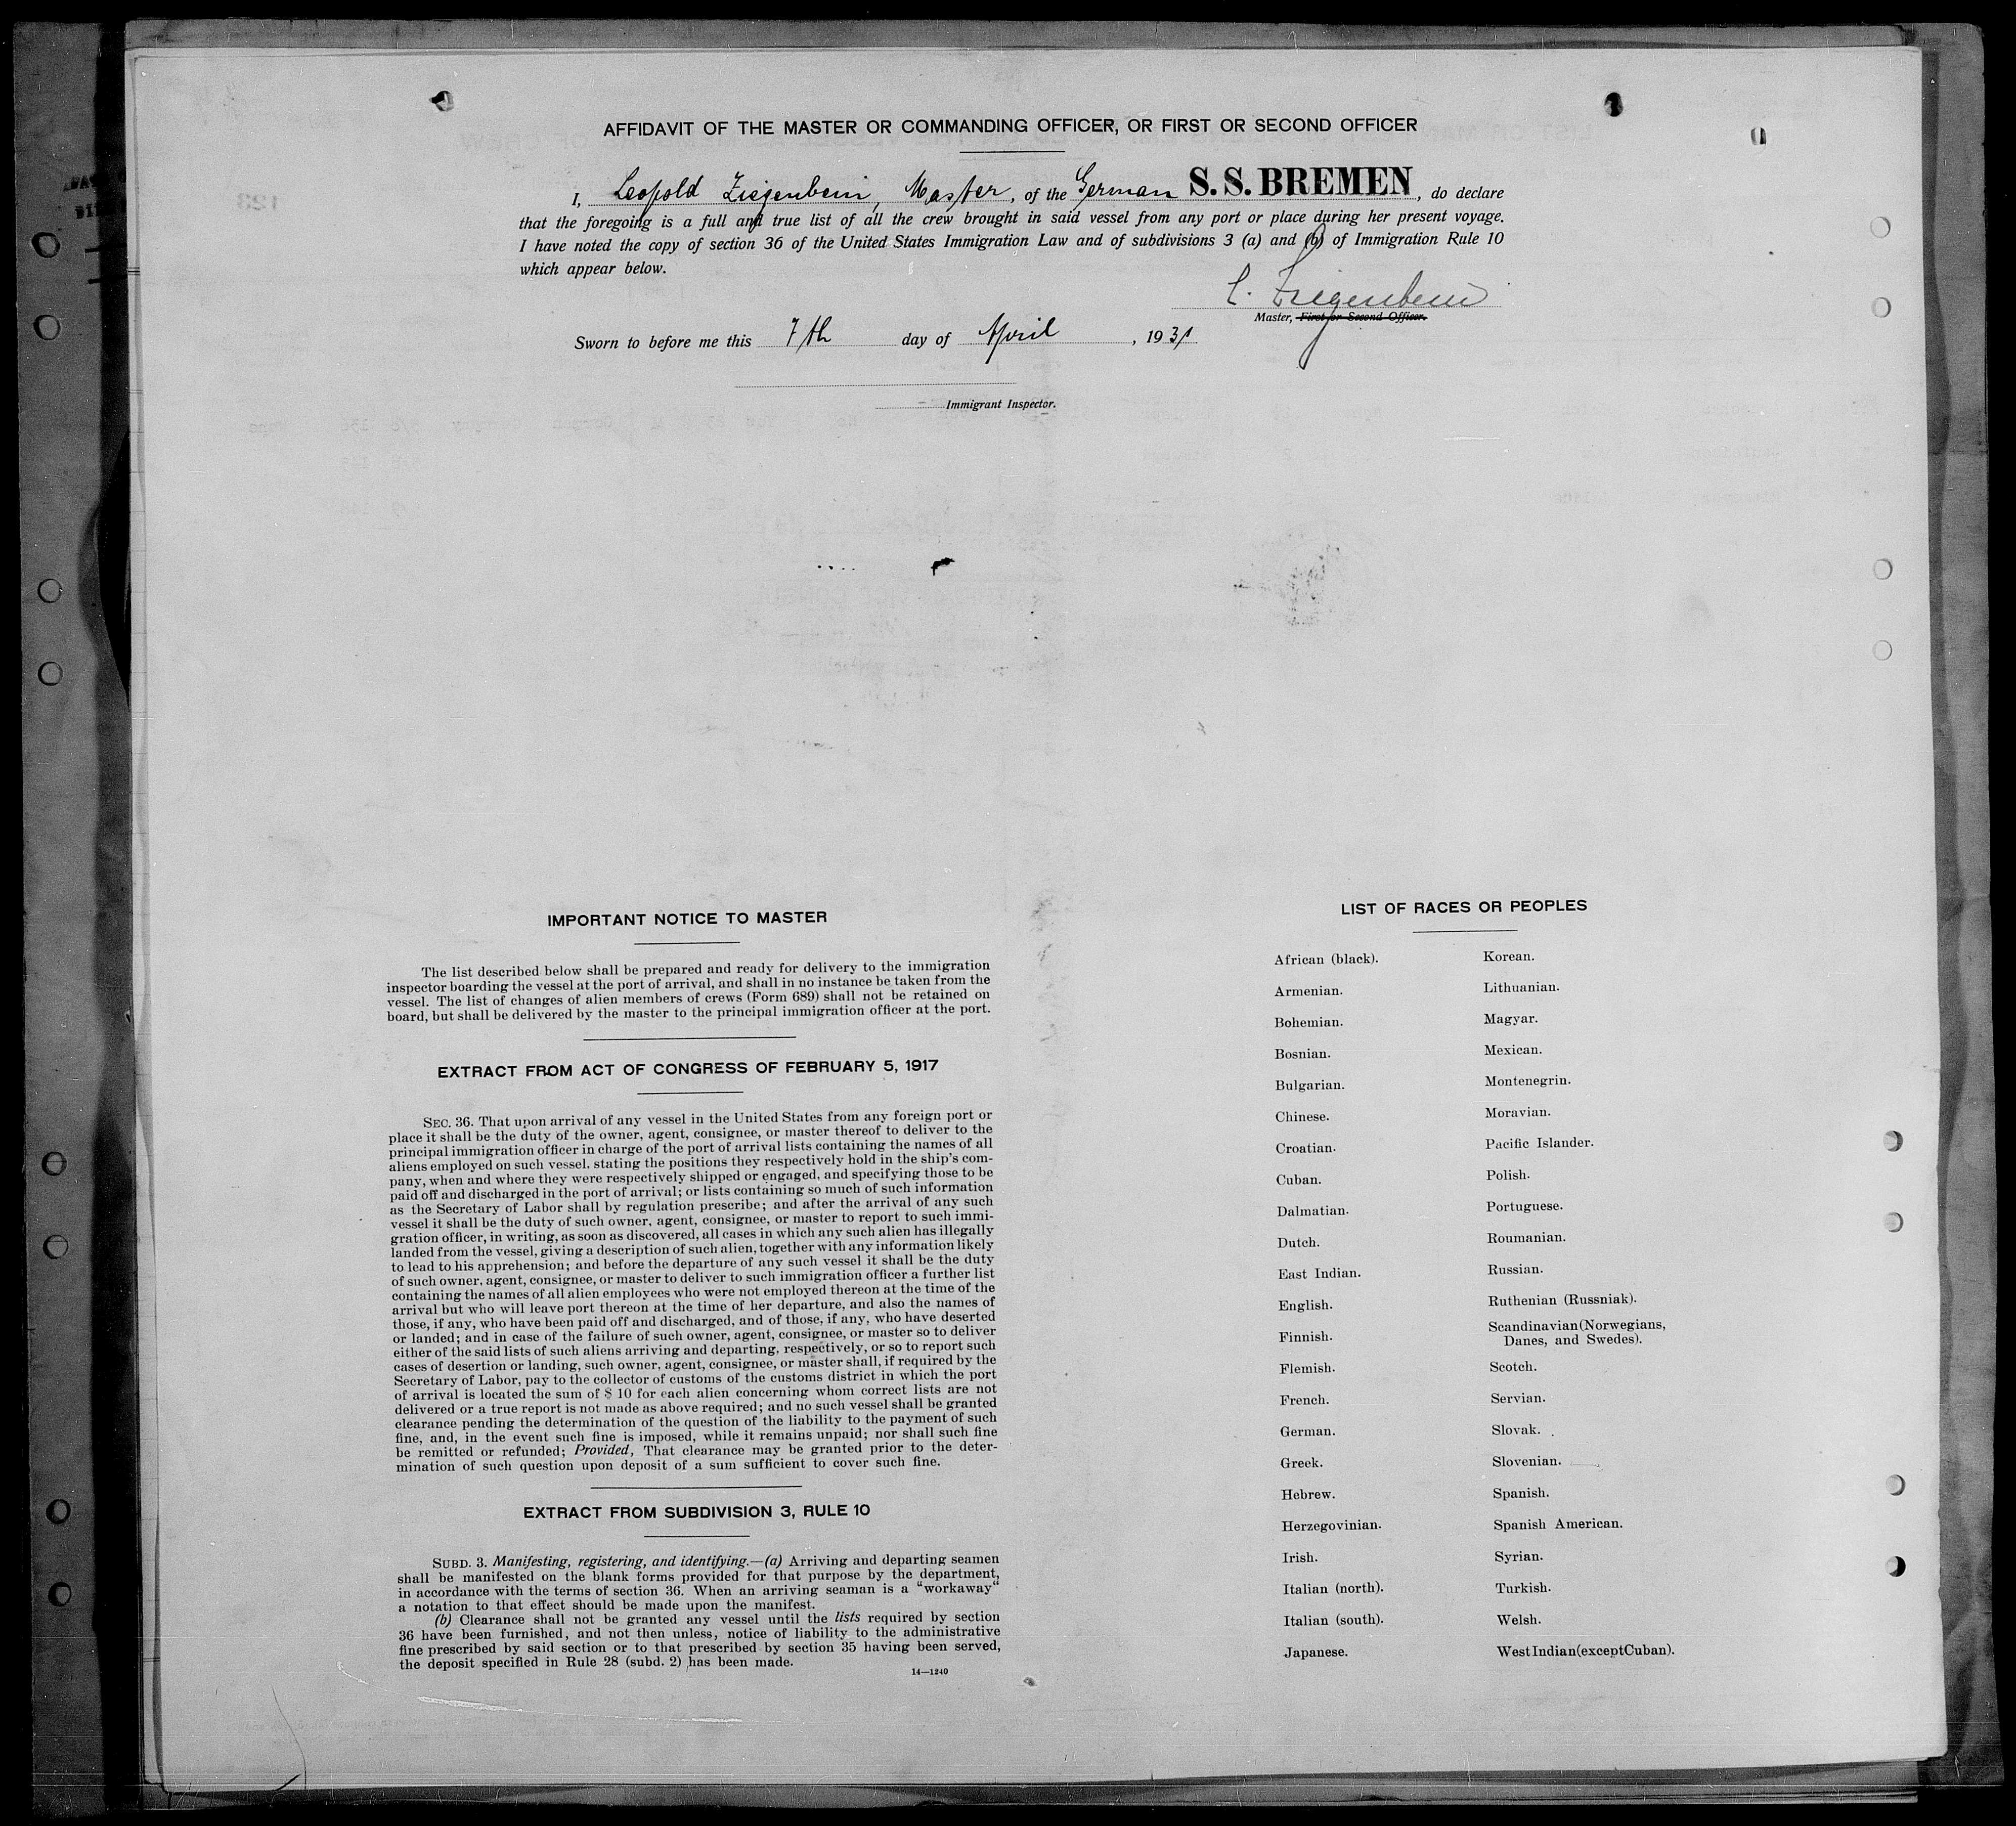 AFFIDAVIT OF THE MASTER OR COMMANDING OFFICER, OR FIRST OR SECOND OFFICER
I, Leopold Ziegenbein, Master, of the German S. S. BREMEN, do declare
that the foregoing is a full and true list of all the crew brought in said vessel from any port or place during her present voyage.
I have noted the copy of section 36 of the United States Immigration Law and of subdivisions 3 (a) and (b) of Immigration Rule 10
which appear below.
L. Ziegenbein
Master, First or Second Officer.
Sworn to before me this 7th day of April, 1931
Immigrant Inspector.
IMPORTANT NOTICE TO MASTER
The list described below shall be prepared and ready for delivery to the immigration
inspector boarding the vessel at the port of arrival, and shall in no instance be taken from the
vessel. The list of changes of alien members of crews (Form 689) shall not be retained on
board, but shall be delivered by the master to the principal immigration officer at the port.
EXTRACT FROM ACT OF CONGRESS OF FEBRUARY 5, 1917
SEC. 36. That upon arrival of any vessel in the United States from any foreign port or
place it shall be the duty of the owner, agent, consignee, or master thereof to deliver to the
principal immigration officer in charge of the port of arrival lists containing the names of all
aliens employed on such vessel, stating the positions they respectively hold in the ship's com-
pany, when and where they were respectively shipped or engaged, and specifying those to be
paid off and discharged in the port of arrival; or lists containing so much of such information
as the Secretary of Labor shall by regulation prescribe; and after the arrival of any such
vessel it shall be the duty of such owner, agent, consignee, or master to report to such immi-
gration officer, in writing, as soon as discovered, all cases in which any such alien has illegally
landed from the vessel, giving a description of such alien, together with any information likely
to lead to his apprehension; and before the departure of any such vessel it shall be the duty
of such owner, agent, consignee, or master to deliver to such immigration officer a further list
containing the names of all alien employees who were not employed thereon at the time of the
arrival but who will leave port thereon at the time of her departure, and also the names of
those, if any, who have been paid off and discharged, and of those, if any, who have deserted
or landed; and in case of the failure of such owner, agent, consignee, or master so to deliver
either of the said lists of such aliens arriving and departing, respectively, or so to report such
cases of desertion or landing, such owner, agent, consignee, or master shall, if required by the
Secretary of Labor, pay to the collector of customs of the customs district in which the port
of arrival is located the sum of $ 10 for each alien concerning whom correct lists are not
delivered or a true report is not made as above required; and no such vessel shall be granted
clearance pending the determination of the question of the liability to the payment of such
fine, and, in the event such fine is imposed, while it remains unpaid; nor shall such fine
be remitted or refunded; Provided, That clearance may be granted prior to the deter-
mination of such question upon deposit of a sum sufficient to cover such fine.
EXTRACT FROM SUBDIVISION 3, RULE 10
SUBD. 3. Manifesting, registering, and identifying.—(a) Arriving and departing seamen
shall be manifested on the blank forms provided for that purpose by the department,
in accordance with the terms of section 36. When an arriving seaman is a "workaway"
a notation to that effect should be made upon the manifest.
(b) Clearance shall not be granted any vessel until the lists required by section
36 have been furnished, and not then unless, notice of liability to the administrative
fine prescribed by said section or to that prescribed by section 35 having been served,
the deposit specified in Rule 28 (subd. 2) has been made.
14—1240
LIST OF RACES OR PEOPLES
African (black).
Armenian.
Bohemian.
Bosnian.
Bulgarian.
Chinese.
Croatian.
Cuban.
Dalmatian.
Dutch.
East Indian.
English.
Finnish.
Flemish.
French.
German.
Greek.
Hebrew.
Herzegovinian.
Irish.
Italian (north).
Italian (south).
Japanese.
Korean.
Lithuanian.
Magyar.
Mexican.
Montenegrin.
Moravian.
Pacific Islander.
Polish.
Portuguese.
Roumanian.
Russian.
Ruthenian (Russniak).
Scandinavian (Norwegians,
Danes, and Swedes).
Scotch.
Servian.
Slovak.
Slovenian.
Spanish.
Spanish American.
Syrian.
Turkish.
Welsh.
West Indian (except Cuban).